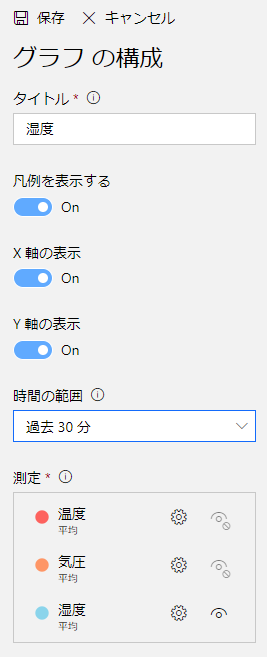 保存 キャンセル
グラフ の構成
タイトル *
湿度
凡例を表示する
On
X 軸の表示
On
Y 軸の表示
On
時間の範囲
過去 30 分
測定 *
温度
平均
気圧
平均
湿度
平均